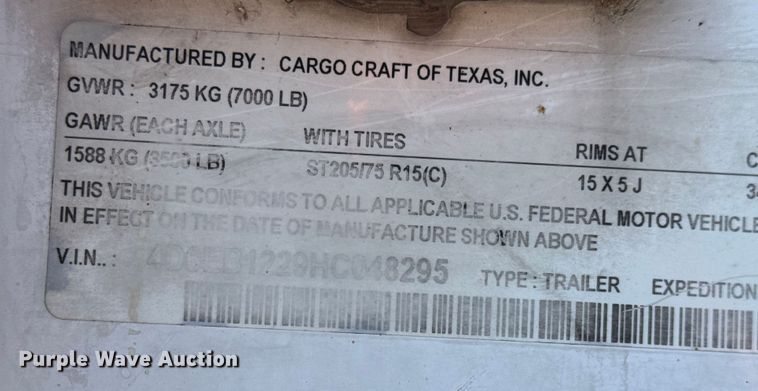 MANUFACTURED BY: CARGO CRAFT OF TEXAS, INC.
GVWR: 3175 KG (7000 LB)
GAWR (EACH AXLE) WITH TIRES RIMS AT
1588 KG (3500 LB) ST205/75 R15(C) 15 X 5 J
THIS VEHICLE CONFORMS TO ALL APPLICABLE U.S. FEDERAL MOTOR VEHICLE
IN EFFECT ON THE DATE OF MANUFACTURE SHOWN ABOVE
V.I.N..: TYPE: TRAILER EXPEDITION
Purple Wave Auction